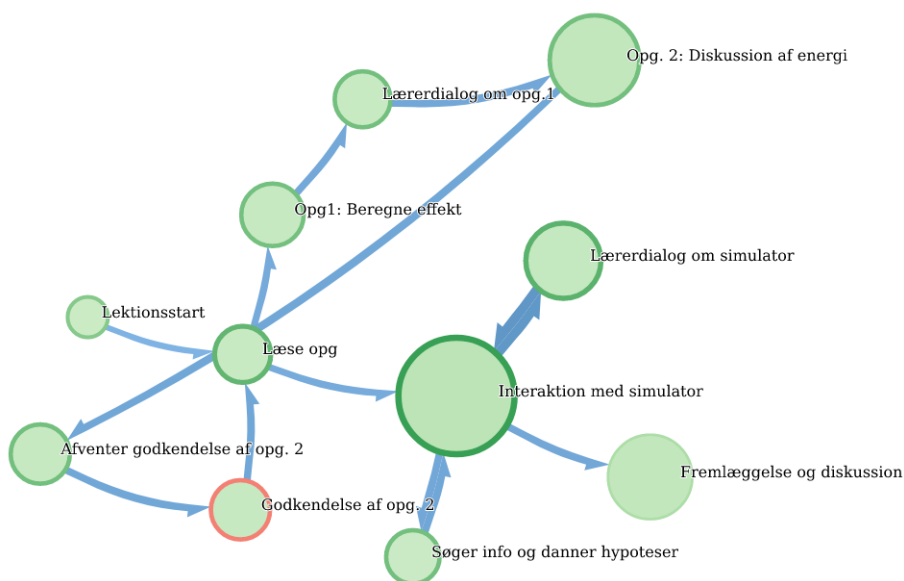 Opg. 2: Diskussion af energi
Lærerdialog om opg.1
Opg1: Beregne effekt
Lærerdialog om simulator
Lektionsstart
Læse opg
Interaktion med simulator
Afventer godkendelse af opg. 2
Fremlæggelse og diskussion
Godkendelse af opg. 2
Søger info og danner hypoteser